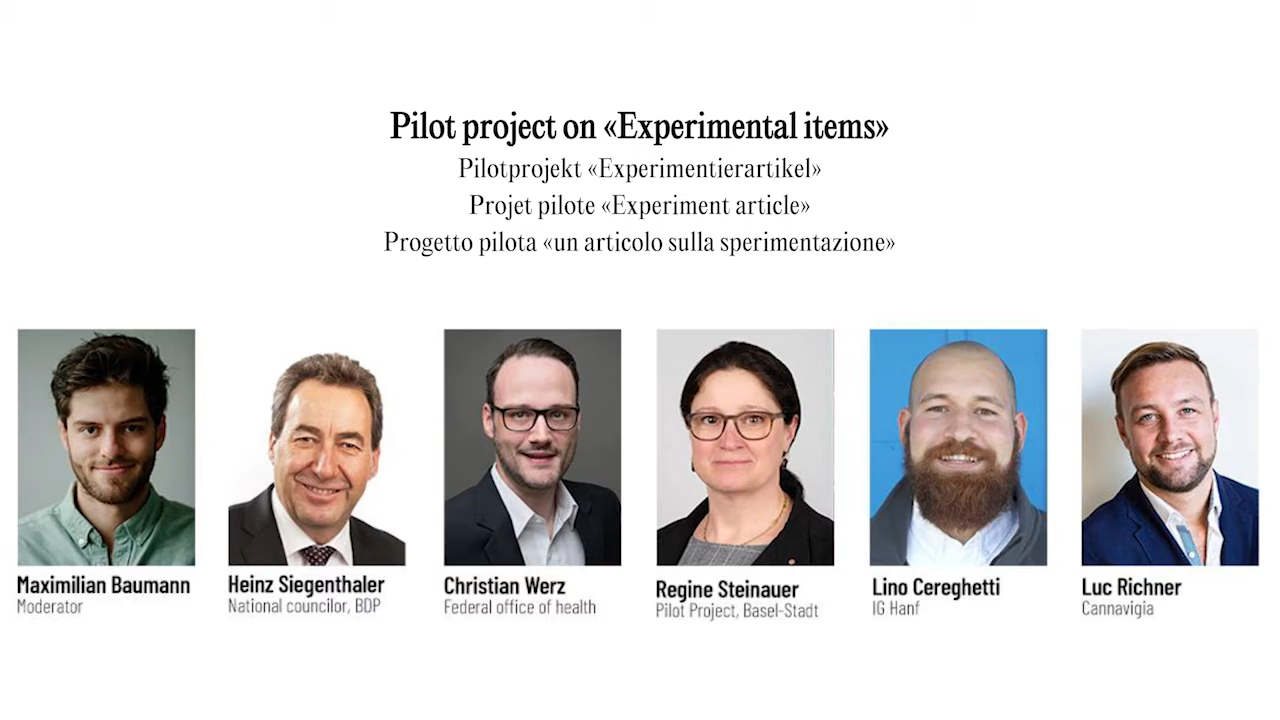 Pilot project on «Experimental items»
Pilotprojekt «Experimentierartikel»
Projet pilote «Experiment article»
Progetto pilota «un articolo sulla sperimentazione»
Maximilian Baumann
Moderator
Heinz Siegenthaler
National councilor, BDP
Christian Werz
Federal office of health
Regine Steinauer
Pilot Project, Basel-Stadt
Lino Cereghetti
IG Hanf
Luc Richner
Cannavigia